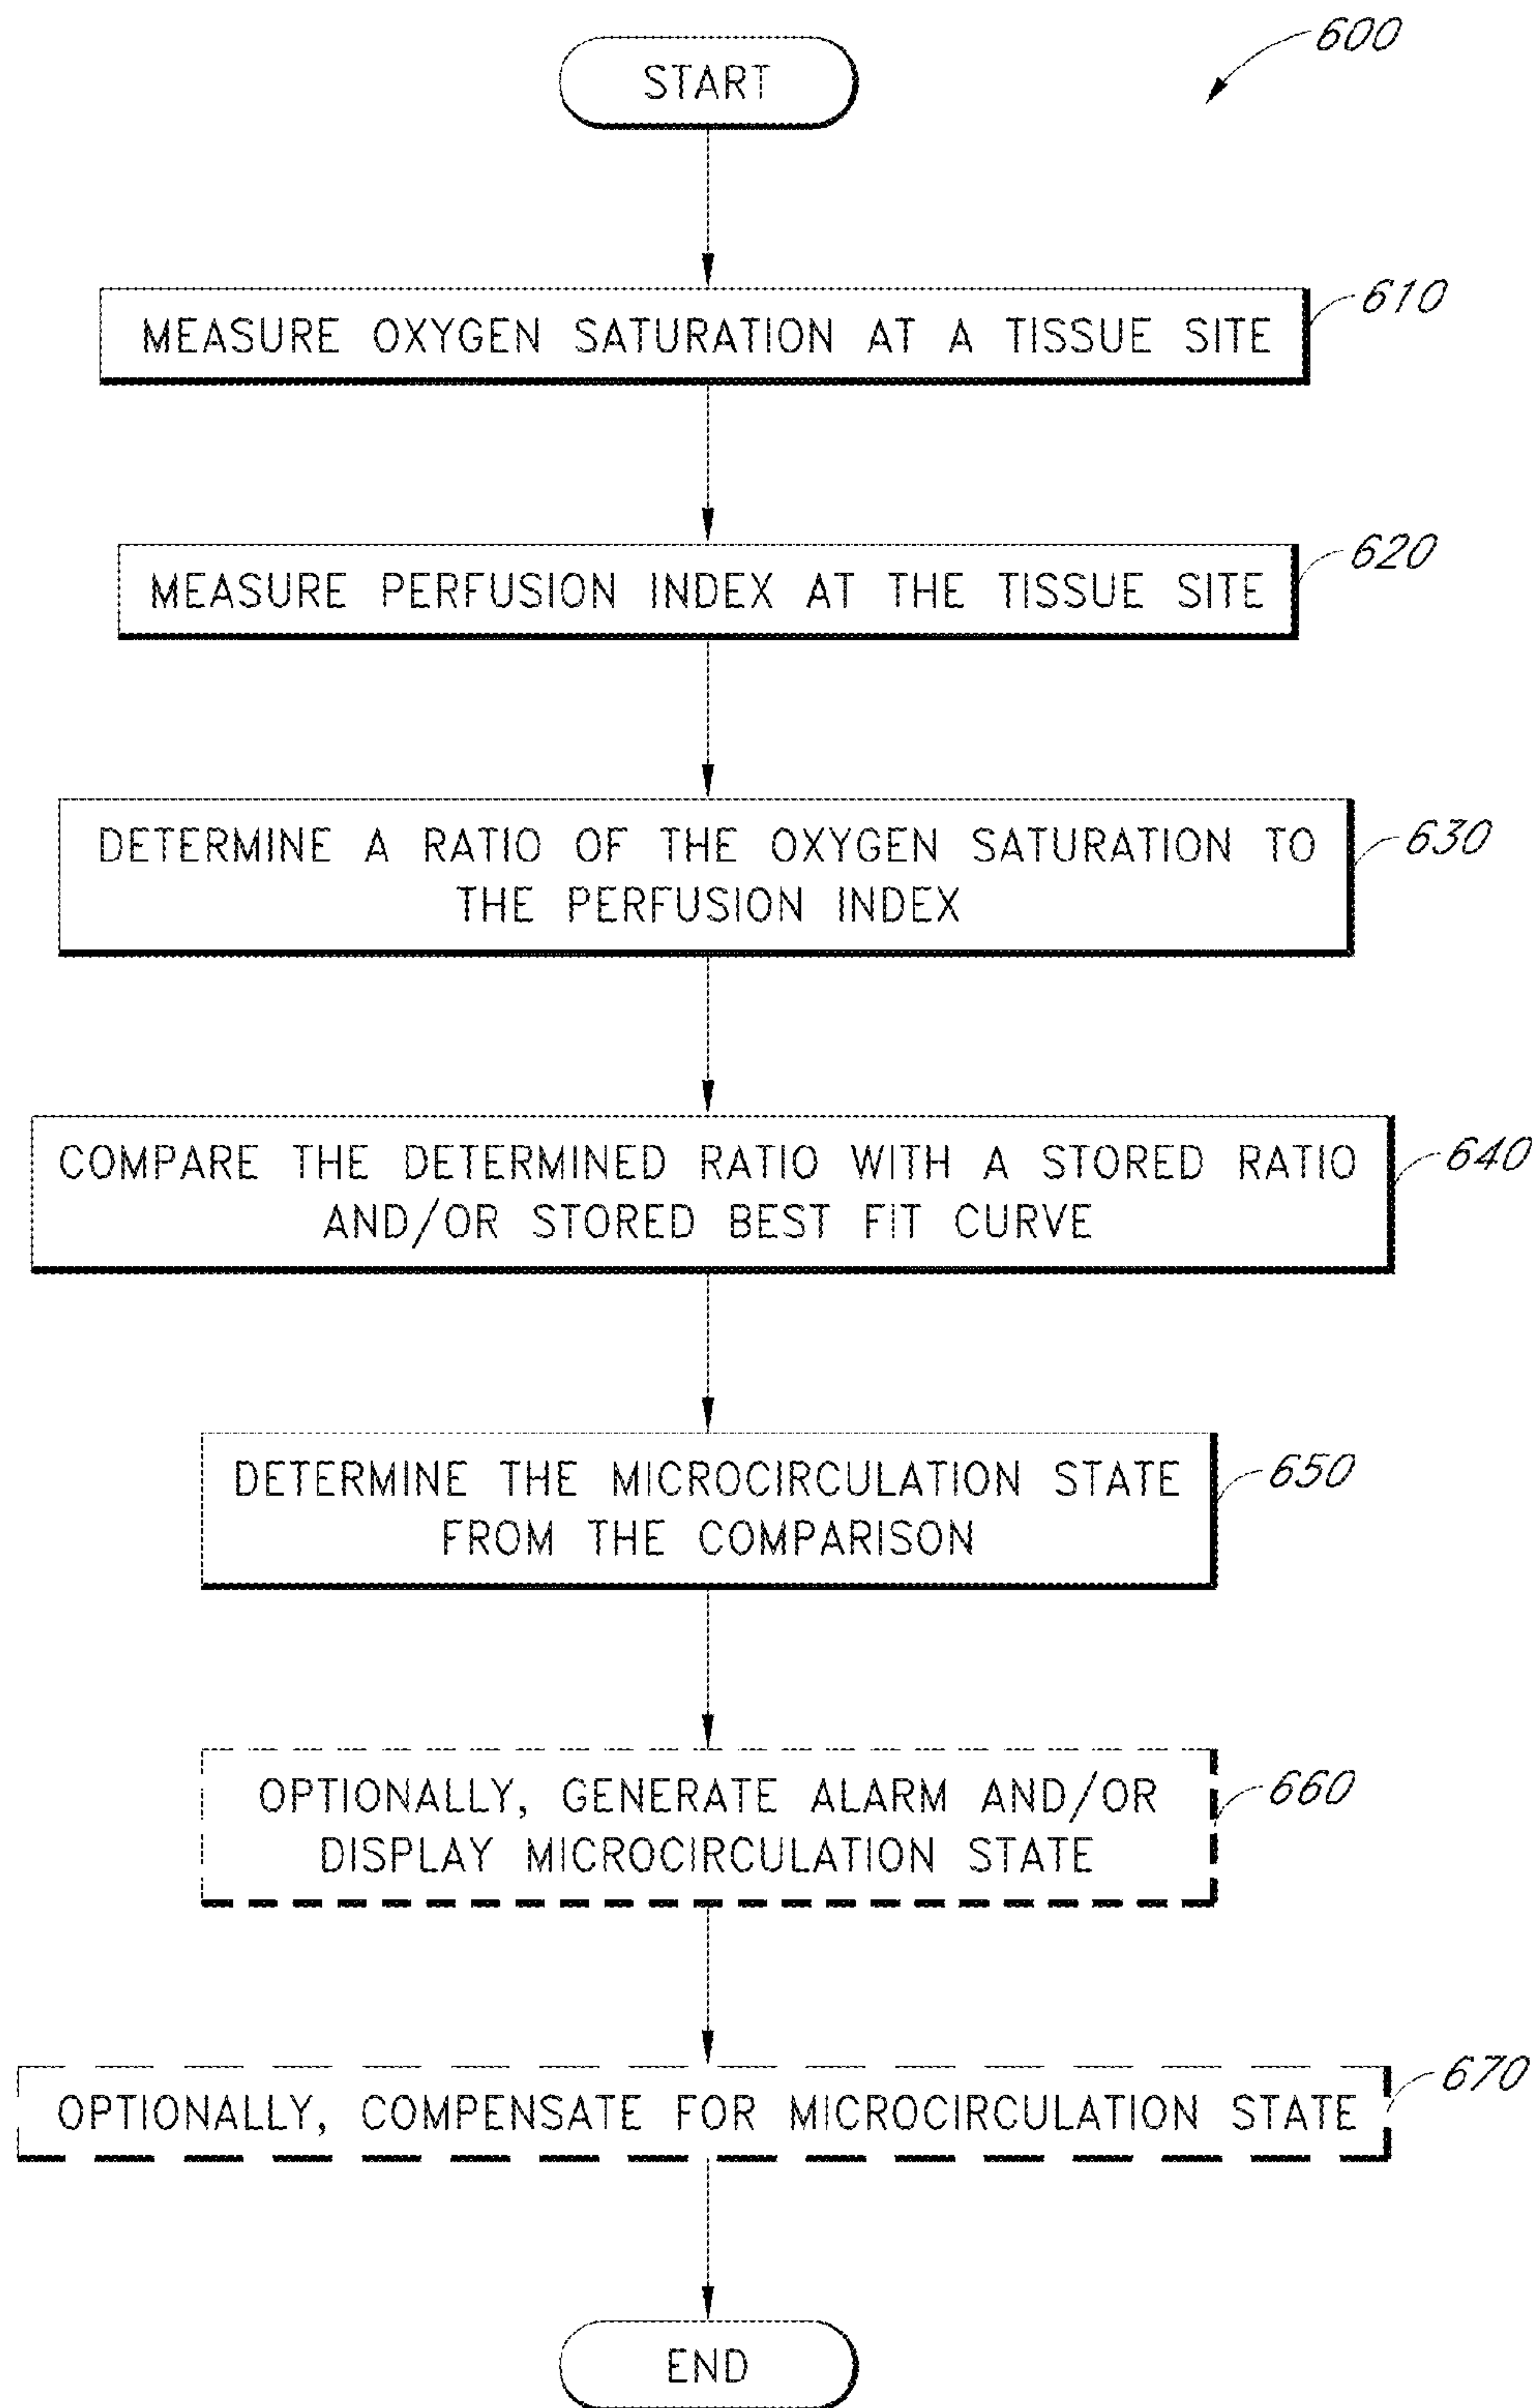 600
START
MEASURE OXYGEN SATURATION AT A TISSUE SITE
610
MEASURE PERFUSION INDEX AT THE TISSUE SITE
620
DETERMINE A RATIO OF THE OXYGEN SATURATION TO
THE PERFUSION INDEX
630
COMPARE THE DETERMINED RATIO WITH A STORED RATIO
AND/OR STORED BEST FIT CURVE
640
DETERMINE THE MICROCIRCULATION STATE
FROM THE COMPARISON
650
OPTIONALLY, GENERATE ALARM AND/OR
DISPLAY MICROCIRCULATION STATE
660
OPTIONALLY, COMPENSATE FOR MICROCIRCULATION STATE
670
END